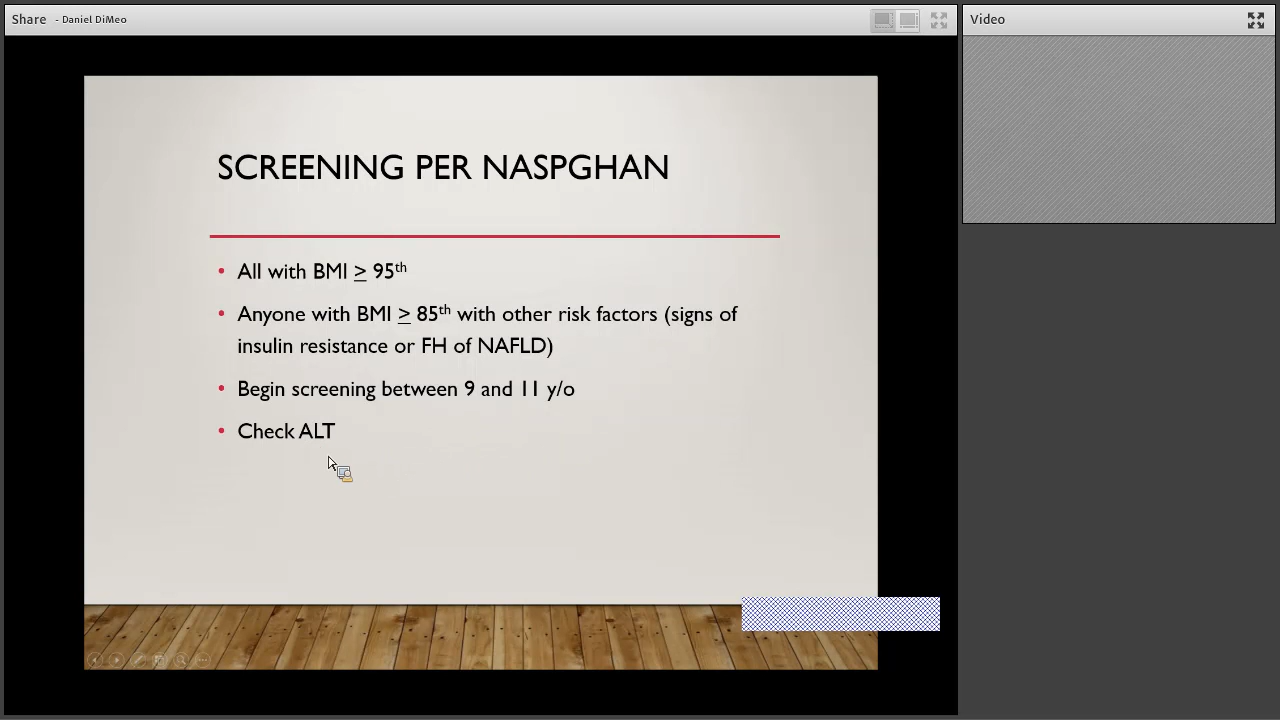 Share - Daniel DiMeo
Video
SCREENING PER NASPGHAN
• All with BMI ≥ 95th
• Anyone with BMI ≥ 85th with other risk factors (signs of
insulin resistance or FH of NAFLD)
• Begin screening between 9 and 11 y/o
• Check ALT